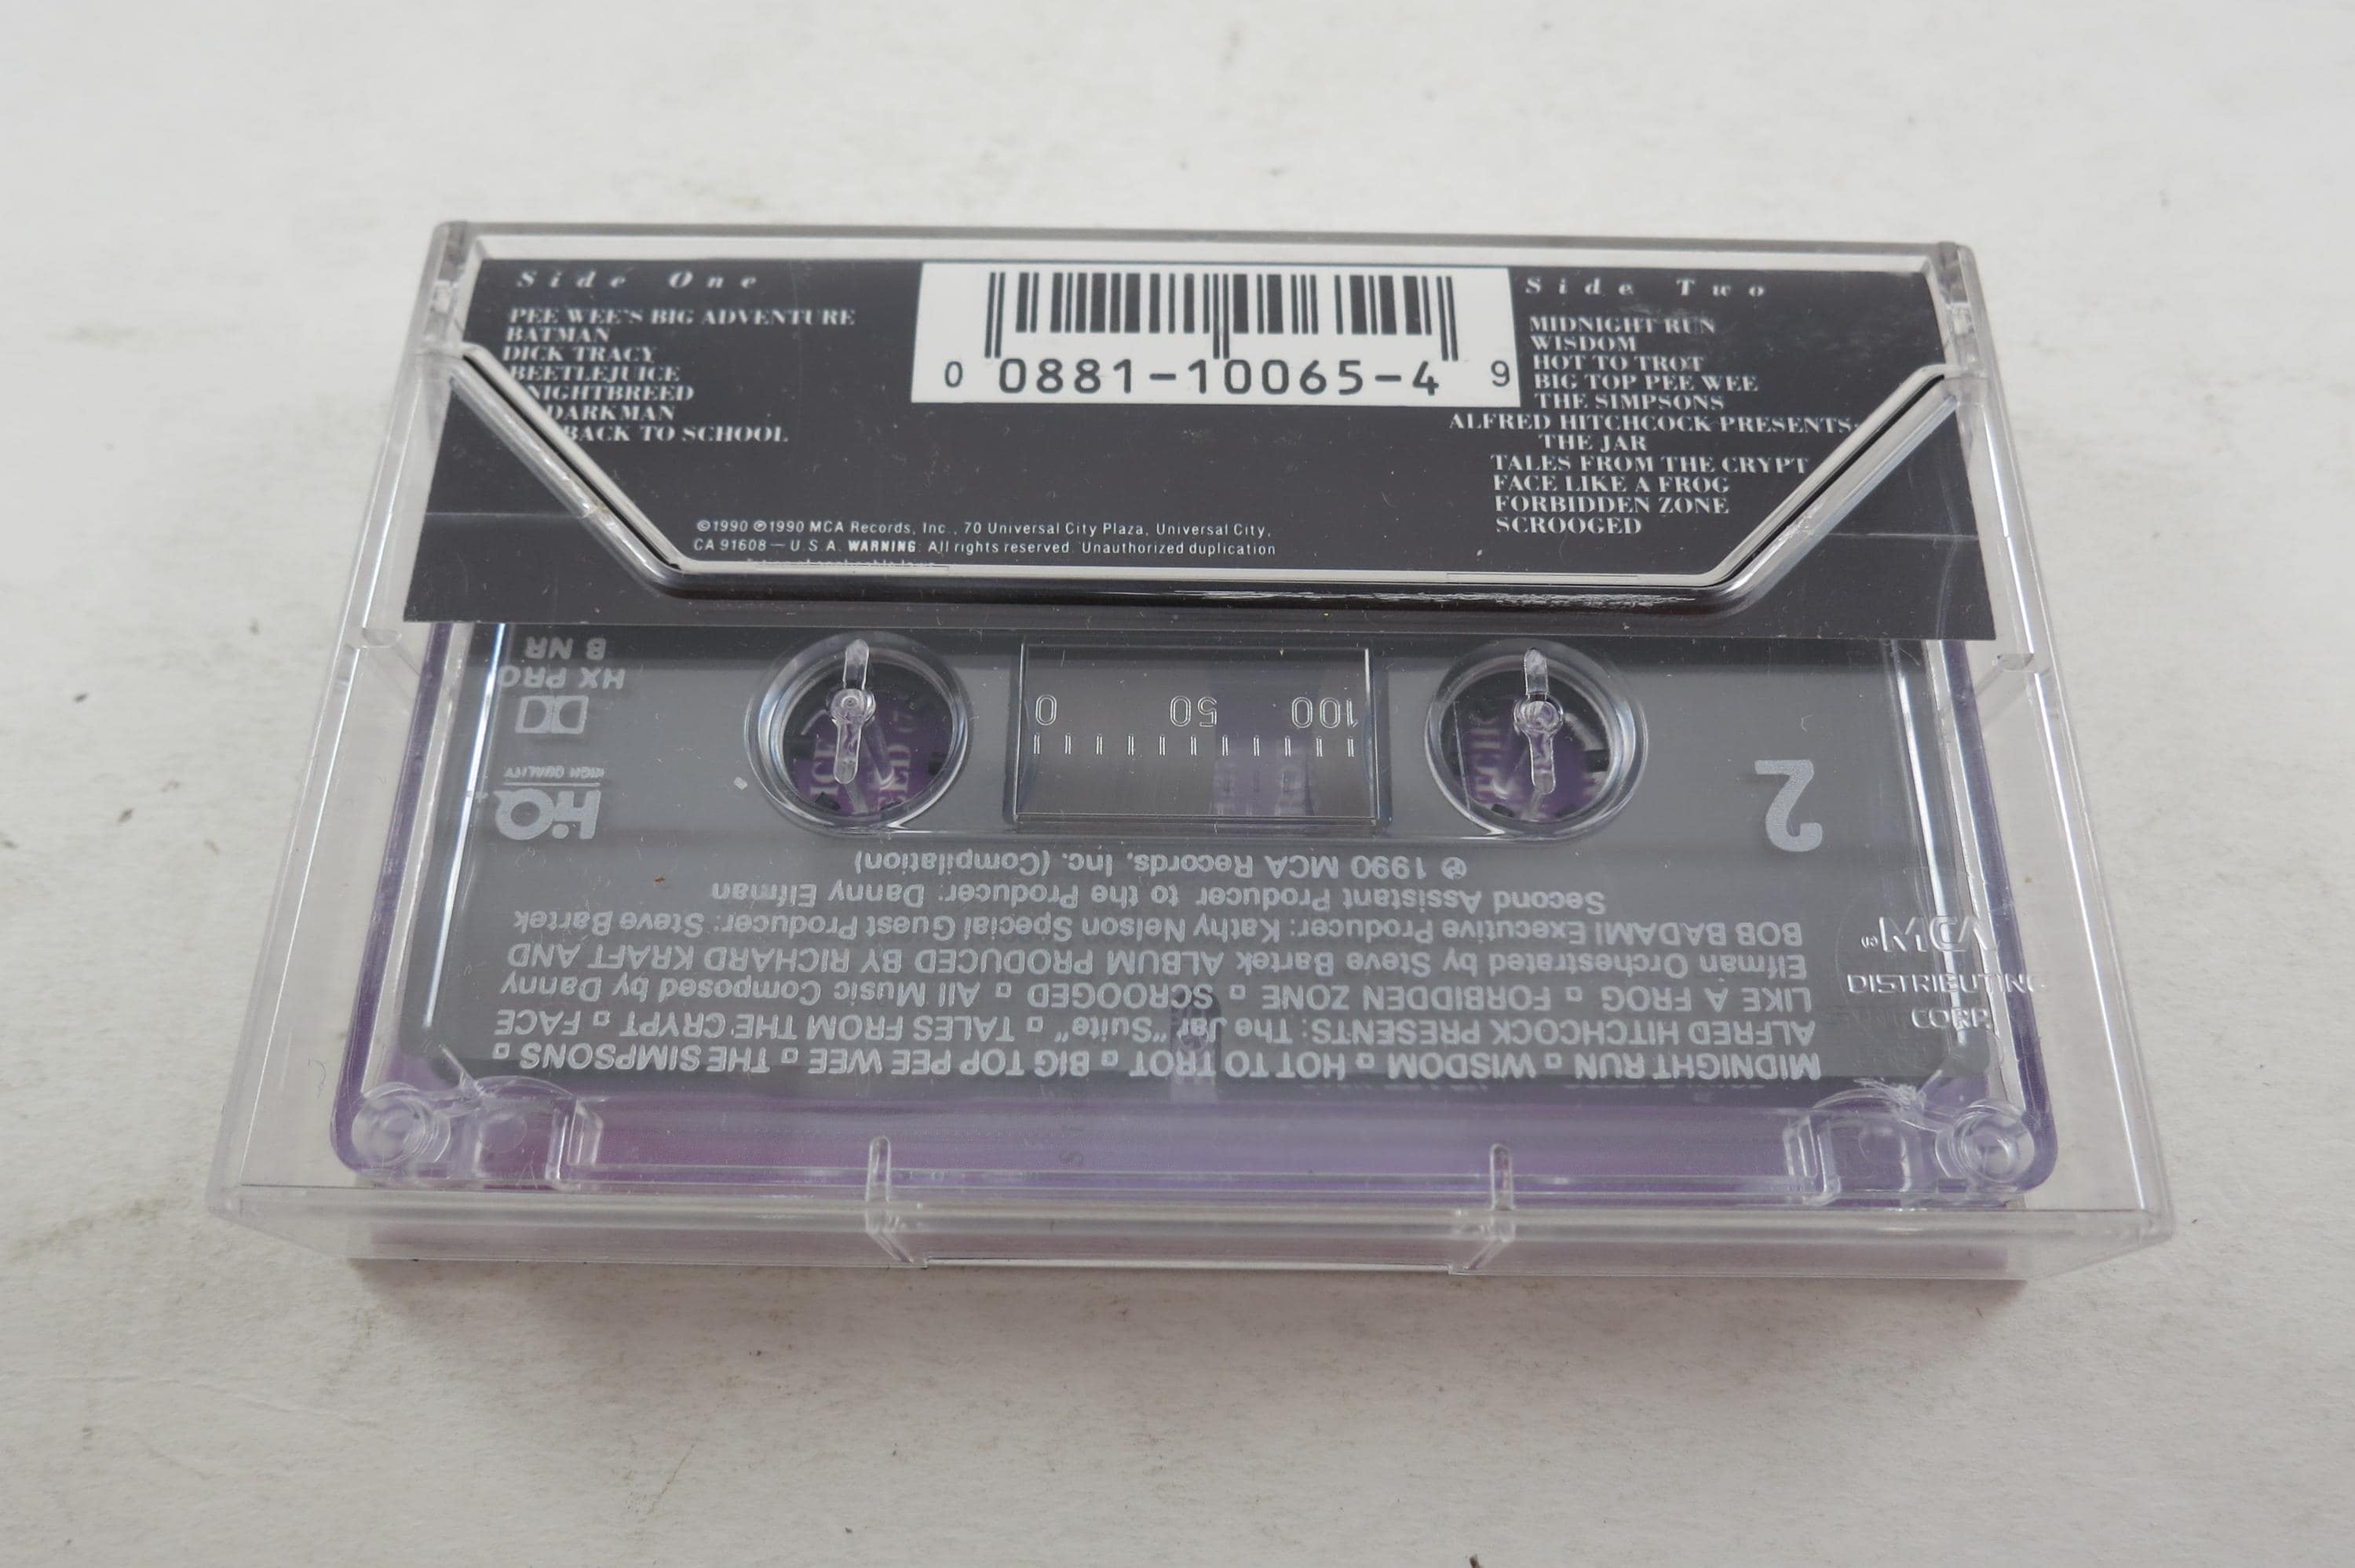 Side One
PEE WEE'S BIG ADVENTURE
BATMAN
DICK TRACY
BEETLEJUICE
NIGHTBREED
DARKMAN
BACK TO SCHOOL
0 0881-10065-4 9
Side Two
MIDNIGHT RUN
WISDOM
HOT TO TROT
BIG TOP PEE WEE
THE SIMPSONS
ALFRED HITCHCOCK PRESENTS:
THE JAR
TALES FROM THE CRYPT
FACE LIKE A FROG
FORBIDDEN ZONE
SCROOGED
©1990 ℗1990 MCA Records, Inc., 70 Universal City Plaza, Universal City,
CA 91608 — U.S.A. WARNING: All rights reserved. Unauthorized duplication
MIDNIGHT RUN ▫ WISDOM ▫ HOT TO TROT ▫ BIG TOP PEE WEE ▫ THE SIMPSONS ▫
ALFRED HITCHCOCK PRESENTS: The Jar "Suite" ▫ TALES FROM THE CRYPT ▫ FACE
LIKE A FROG ▫ FORBIDDEN ZONE ▫ SCROOGED ▫ All Music Composed by Danny
Elfman Orchestrated by Steve Bartek ALBUM PRODUCED BY RICHARD KRAFT AND
BOB BADAMI Executive Producer: Kathy Nelson Special Guest Producer: Steve Bartek
Second Assistant Producer to the Producer: Danny Elfman
℗ 1990 MCA Records, Inc. (Compilation)
2
HQ
HIGH QUALITY
HX PRO
B NR
100 50 0
MCA®
DISTRIBUTING
CORP.